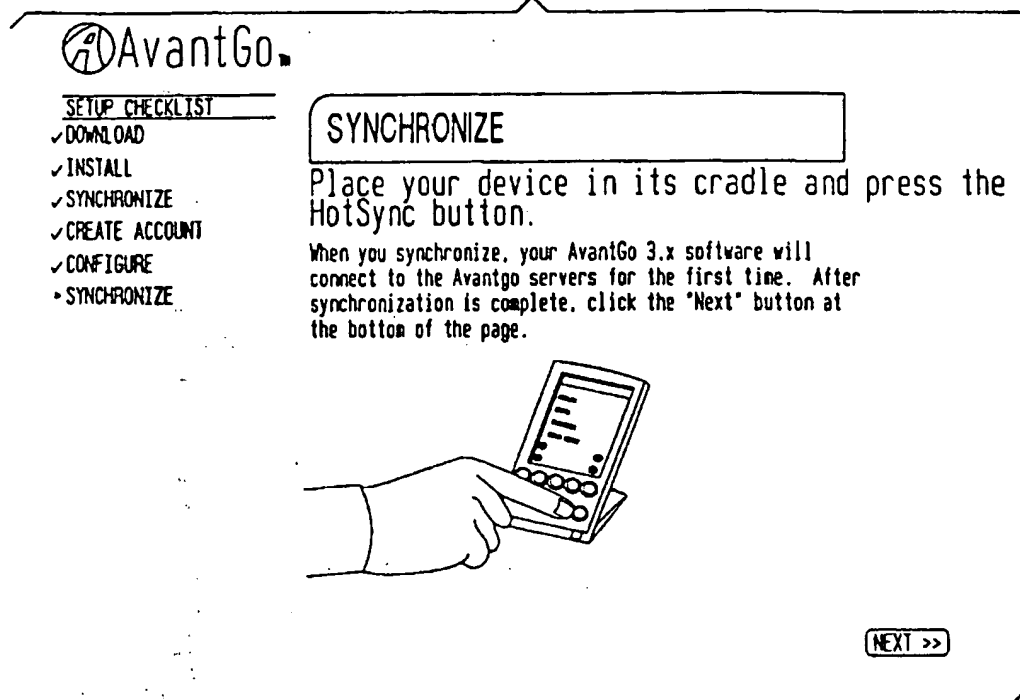 AvantGo™
SETUP CHECKLIST
✓DOWNLOAD
✓INSTALL
✓SYNCHRONIZE
✓CREATE ACCOUNT
✓CONFIGURE
▸SYNCHRONIZE
SYNCHRONIZE
Place your device in its cradle and press the
HotSync button.
When you synchronize, your AvantGo 3.x software will
connect to the Avantgo servers for the first time. After
synchronization is complete, click the "Next" button at
the bottom of the page.
NEXT >>